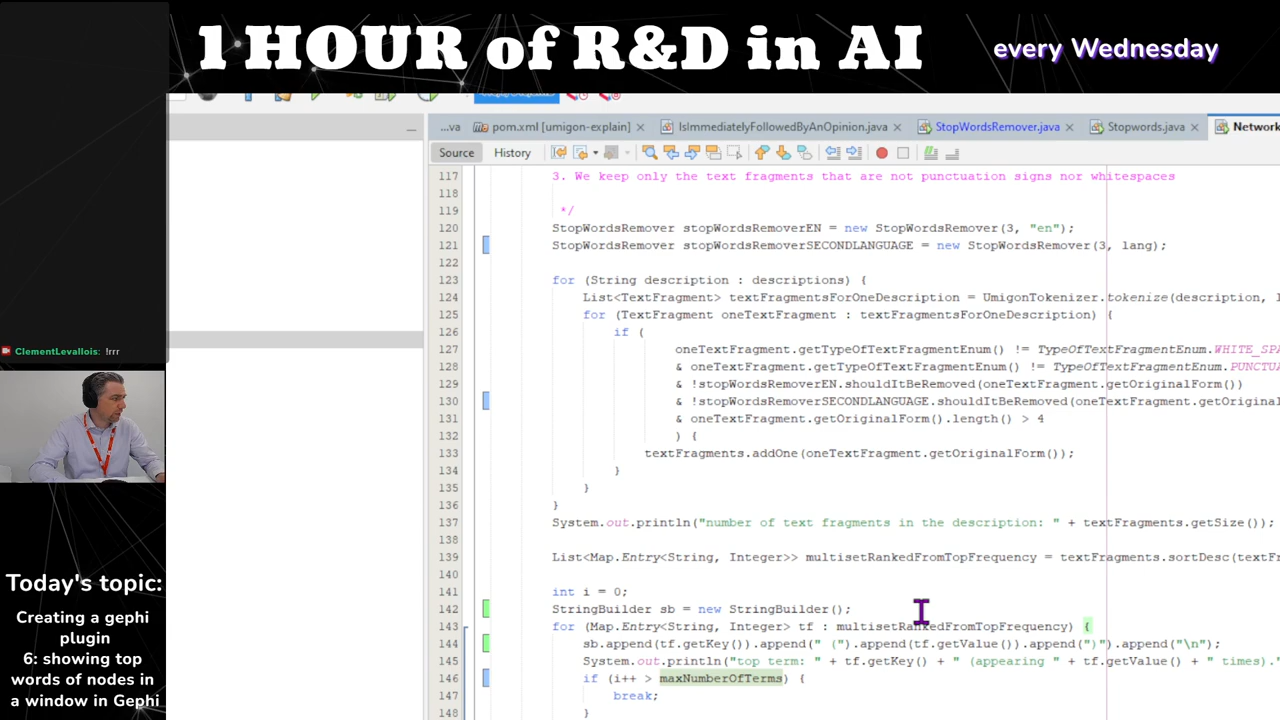 1 HOUR of R&D in AI
every Wednesday
...va
pom.xml [umigon-explain]
IsImmediatelyFollowedByAnOpinion.java
StopWordsRemover.java
Stopwords.java
Network
Source
History
117 3. We keep only the text fragments that are not punctuation signs nor whitespaces
118
119 */
120 StopWordsRemover stopWordsRemoverEN = new StopWordsRemover(3, "en");
121 StopWordsRemover stopWordsRemoverSECONDLANGUAGE = new StopWordsRemover(3, lang);
122
123 for (String description : descriptions) {
124 List<TextFragment> textFragmentsForOneDescription = UmigonTokenizer.tokenize(description, l
125 for (TextFragment oneTextFragment : textFragmentsForOneDescription) {
126 if (
127 oneTextFragment.getTypeOfTextFragmentEnum() != TypeOfTextFragmentEnum.WHITE_SPA
128 & oneTextFragment.getTypeOfTextFragmentEnum() != TypeOfTextFragmentEnum.PUNCTUA
129 & !stopWordsRemoverEN.shouldItBeRemoved(oneTextFragment.getOriginalForm())
130 & !stopWordsRemoverSECONDLANGUAGE.shouldItBeRemoved(oneTextFragment.getOriginal
131 & oneTextFragment.getOriginalForm().length() > 4
132 ) {
133 textFragments.addOne(oneTextFragment.getOriginalForm());
134 }
135 }
136 }
137 System.out.println("number of text fragments in the description: " + textFragments.getSize());
138
139 List<Map.Entry<String, Integer>> multisetRankedFromTopFrequency = textFragments.sortDesc(textF
140
141 int i = 0;
142 StringBuilder sb = new StringBuilder();
143 for (Map.Entry<String, Integer> tf : multisetRankedFromTopFrequency) {
144 sb.append(tf.getKey()).append(" (").append(tf.getValue()).append(")").append("\n");
145 System.out.println("top term: " + tf.getKey() + " (appearing " + tf.getValue() + " times)."
146 if (i++ > maxNumberOfTerms) {
147 break;
148 }
ClementLevallois: !rrr
Today's topic:
Creating a gephi
plugin
6: showing top
words of nodes in
a window in Gephi